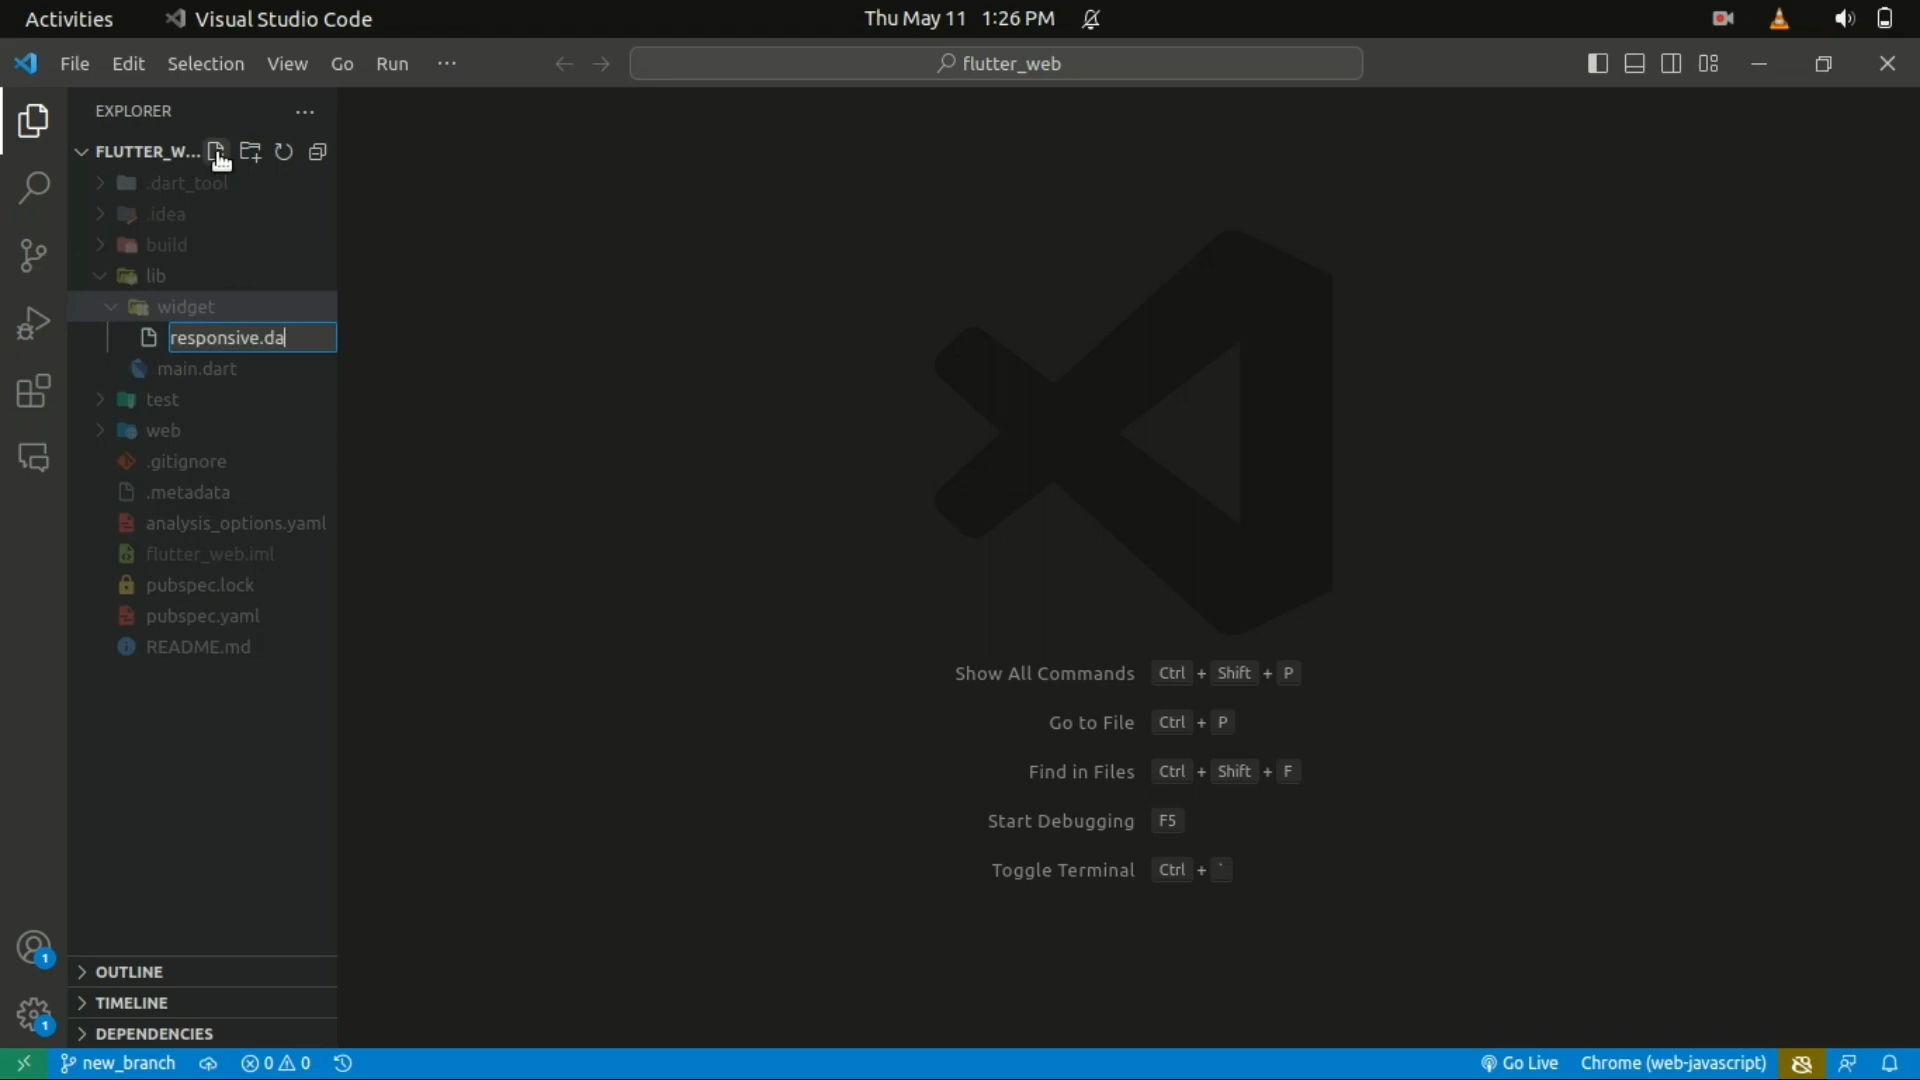 Activities Visual Studio Code Thu May 11 1:26 PM
File Edit Selection View Go Run ··· flutter_web
EXPLORER
FLUTTER_W...
.dart_tool
.idea
build
lib
widget
responsive.da
main.dart
test
web
.gitignore
.metadata
analysis_options.yaml
flutter_web.iml
pubspec.lock
pubspec.yaml
README.md
Show All Commands Ctrl + Shift + P
Go to File Ctrl + P
Find in Files Ctrl + Shift + F
Start Debugging F5
Toggle Terminal Ctrl + `
1
1
OUTLINE
TIMELINE
DEPENDENCIES
new_branch 0 0 Go Live Chrome (web-javascript)